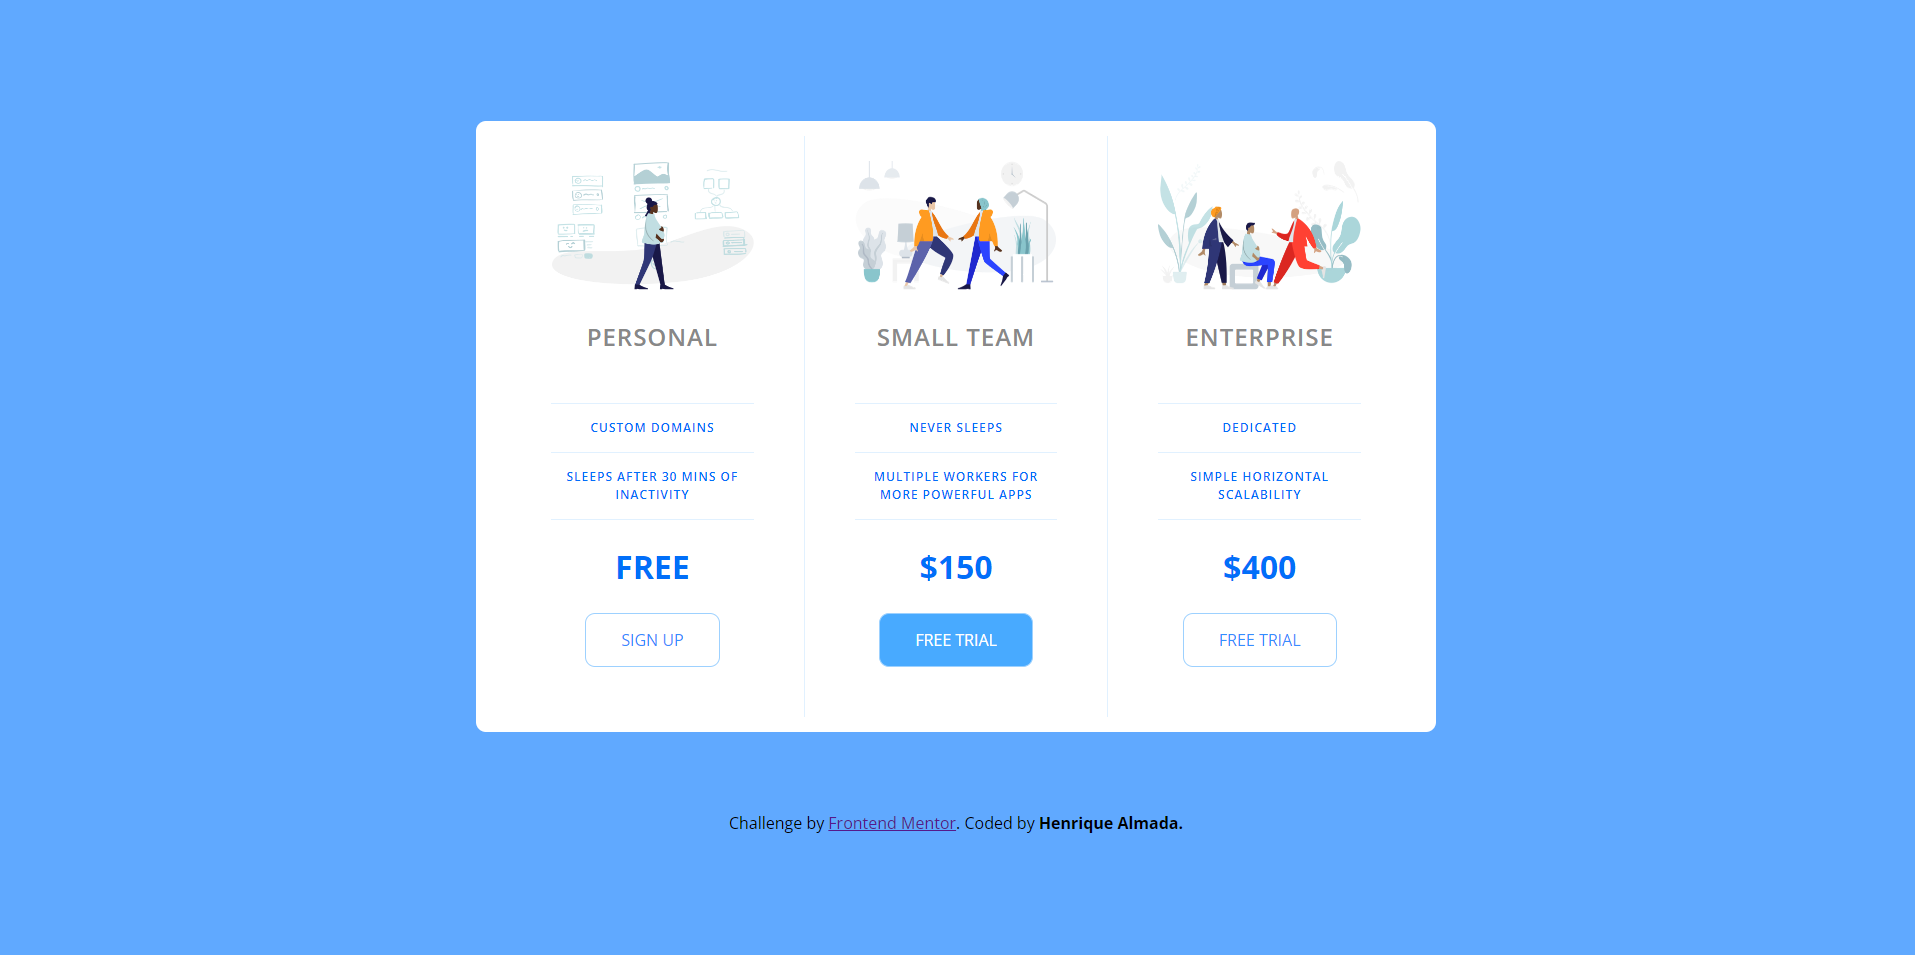 PERSONAL
CUSTOM DOMAINS
SLEEPS AFTER 30 MINS OF
INACTIVITY
FREE
SIGN UP
SMALL TEAM
NEVER SLEEPS
MULTIPLE WORKERS FOR
MORE POWERFUL APPS
$150
FREE TRIAL
ENTERPRISE
DEDICATED
SIMPLE HORIZONTAL
SCALABILITY
$400
FREE TRIAL
Challenge by Frontend Mentor. Coded by Henrique Almada.